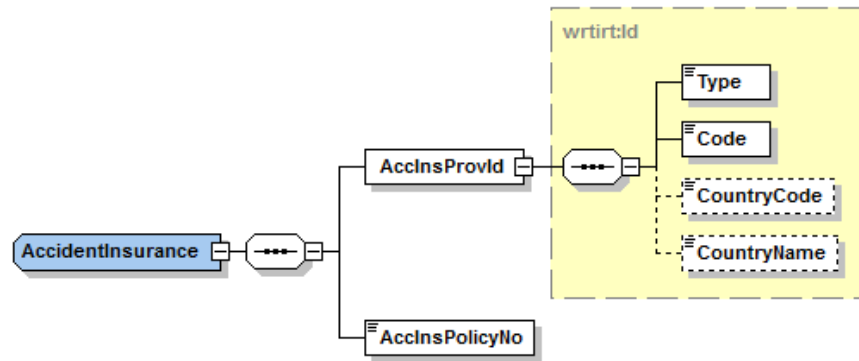 wrtirt:Id
Type
Code
AccInsProvId
CountryCode
AccidentInsurance
CountryName
AccInsPolicyNo